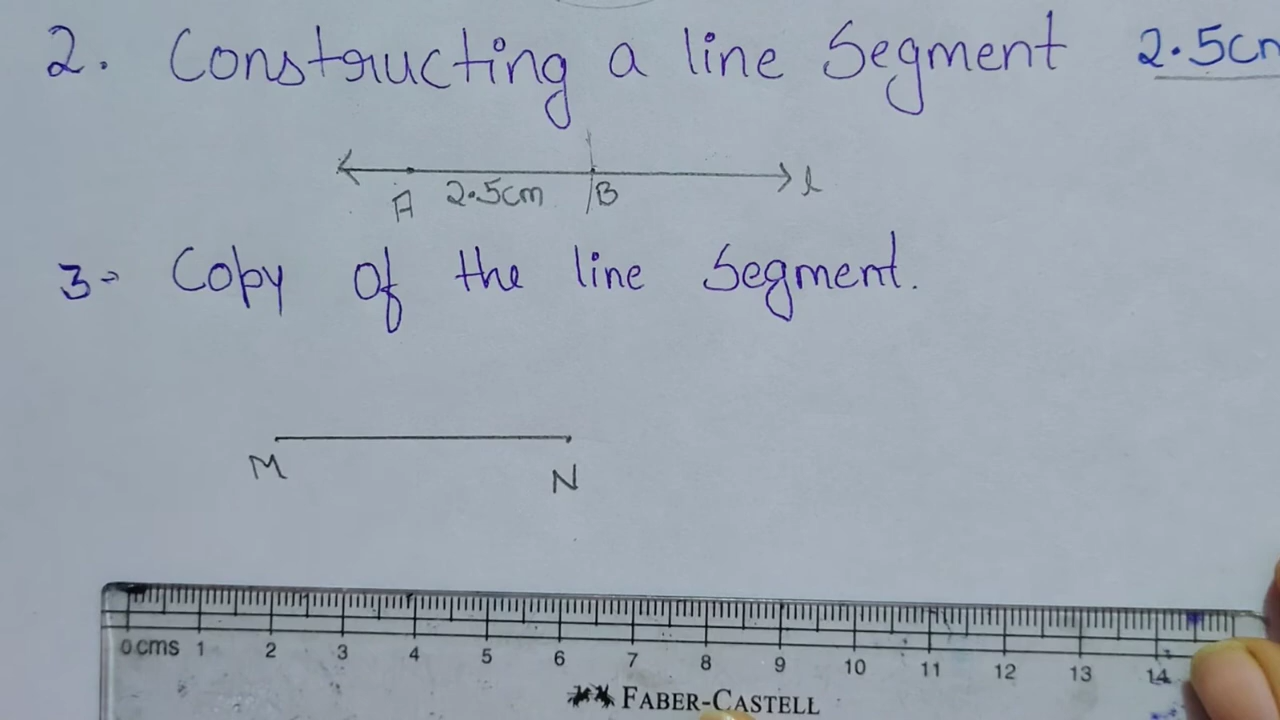 2. Constructing a line Segment 2.5cm
A 2.5cm B l
3. Copy of the line Segment.
M N
0 cms 1 2 3 4 5 6 7 8 9 10 11 12 13 14
FABER-CASTELL